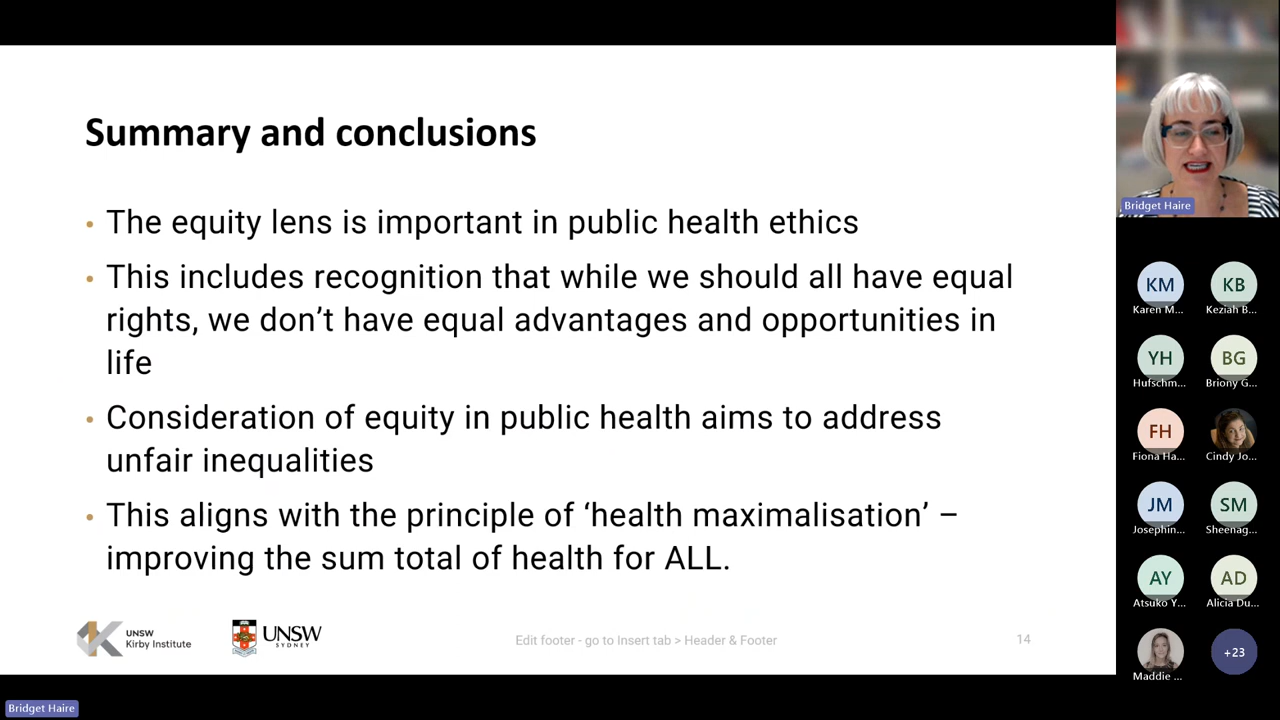 Summary and conclusions
• The equity lens is important in public health ethics
• This includes recognition that while we should all have equal
rights, we don’t have equal advantages and opportunities in
life
• Consideration of equity in public health aims to address
unfair inequalities
• This aligns with the principle of ‘health maximalisation’ –
improving the sum total of health for ALL.
UNSW
Kirby Institute
UNSW
SYDNEY
Edit footer - go to Insert tab > Header & Footer
14
Bridget Haire
KM
Karen M...
KB
Keziah B...
YH
Hufschm...
BG
Briony G...
FH
Fiona Ha...
Cindy Jo...
JM
Josephin...
SM
Sheenag...
AY
Atsuko Y...
AD
Alicia Du...
Maddie ...
+23
Bridget Haire